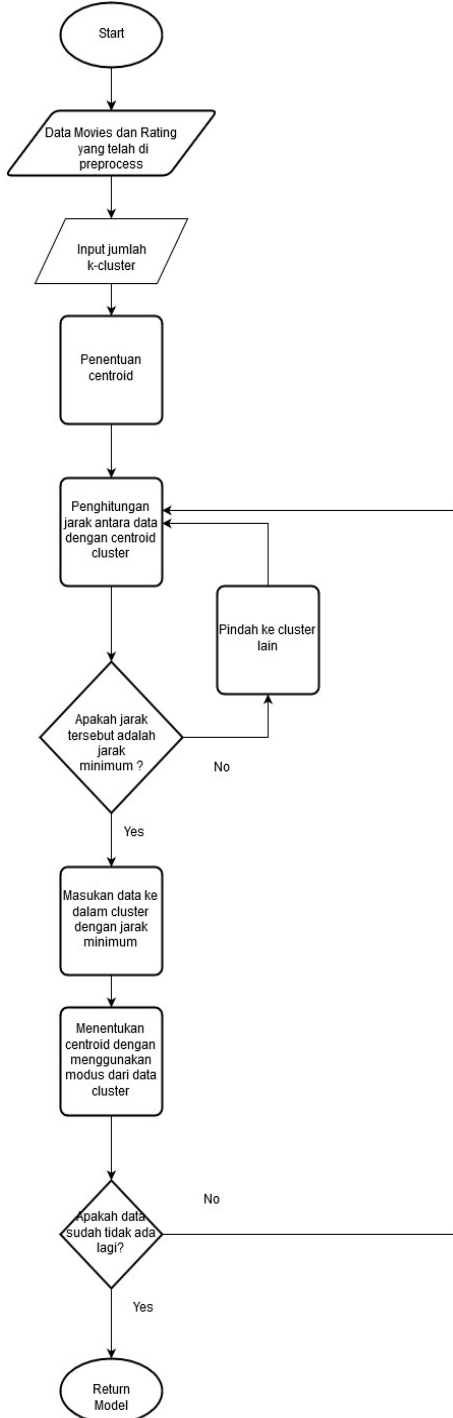 Start
Data Movies dan Rating
yang telah di
preprocess
Input jumlah
k-cluster
Penentuan
centroid
Penghitungan
jarak antara data
dengan centroid
cluster
Pindah ke cluster
lain
Apakah jarak
tersebut adalah
jarak
minimum ?
No
Yes
Masukan data ke
dalam cluster
dengan jarak
minimum
Menentukan
centroid dengan
menggunakan
modus dari data
cluster
No
Apakah data
sudah tidak ada
lagi?
Yes
Return
Model